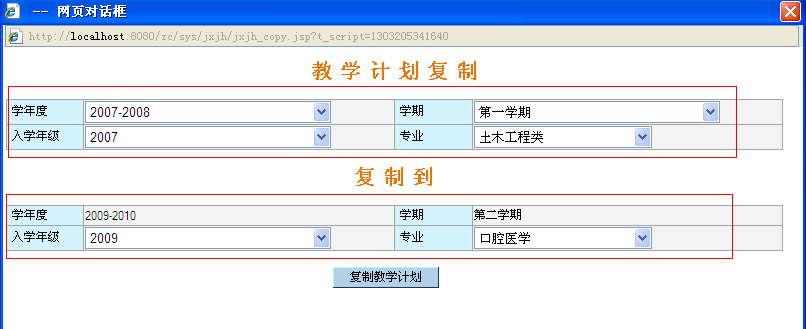 -- 网页对话框
http://localhost:8080/zc/sys/jxjh/jxjh_copy.jsp?t_script=1303205341640
教学计划复制
学年度 2007-2008 学期 第一学期
入学年级 2007 专业 土木工程类
复制到
学年度 2009-2010 学期 第二学期
入学年级 2009 专业 口腔医学
复制教学计划